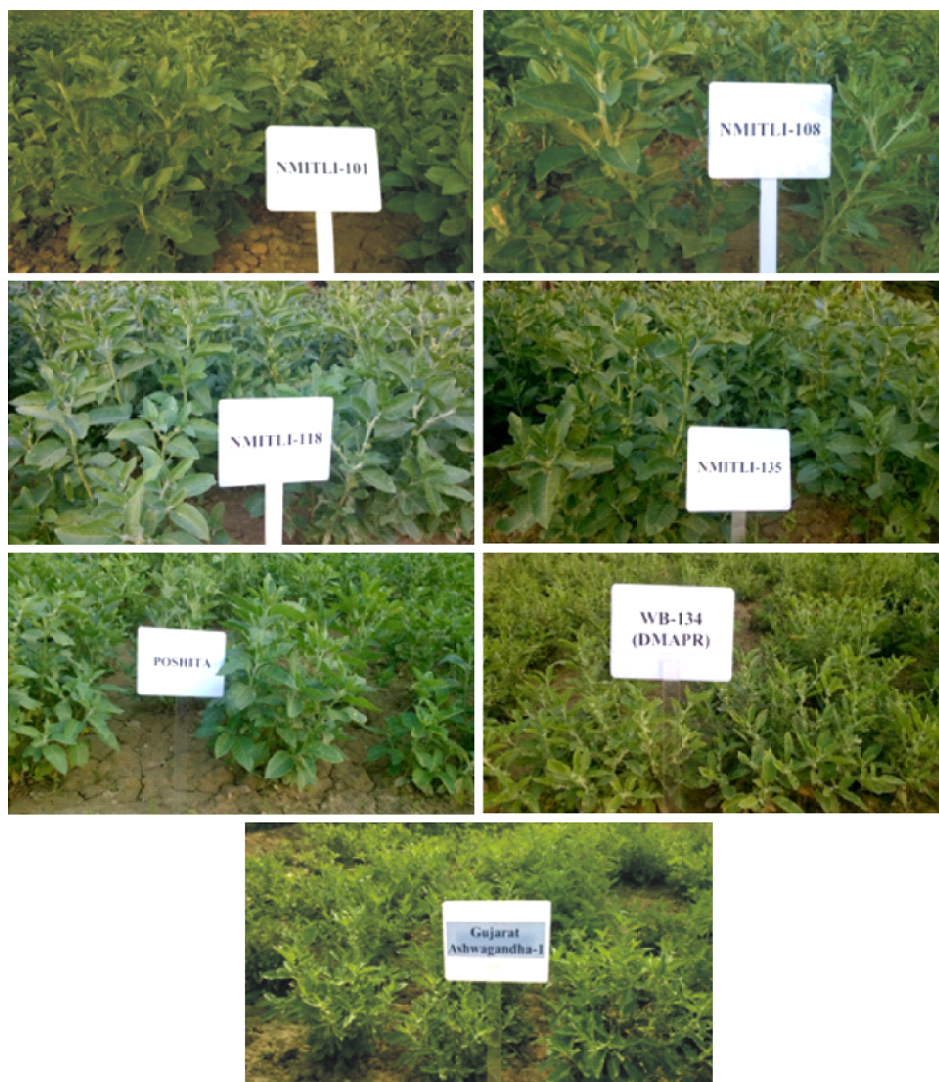 NMITLI-101
NMITLI-108
NMITLI-118
NMITLI-135
POSHITA
WB-134
(DMAPR)
Gujarat
Ashwagandha-1